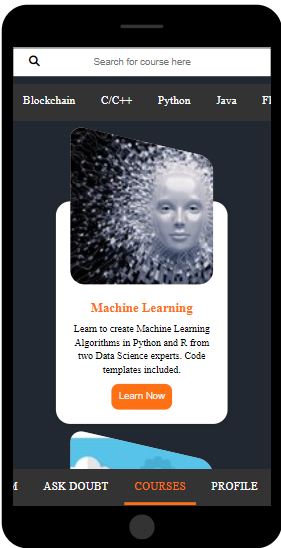 Search for course here
Blockchain C/C++ Python Java
Machine Learning
Learn to create Machine Learning
Algorithms in Python and R from
two Data Science experts. Code
templates included.
Learn Now
ASK DOUBT COURSES PROFILE